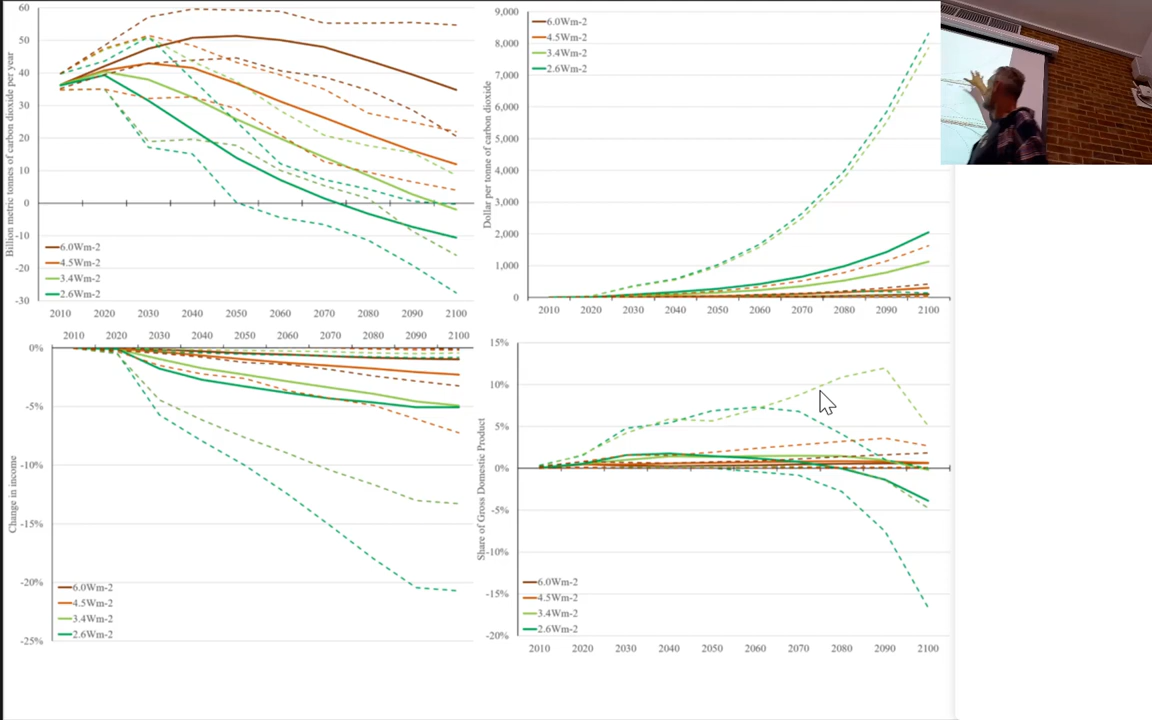 60
50
40
30
20
10
0
-10
-20
-30
Billion metric tonnes of carbon dioxide per year
6.0Wm-2
4.5Wm-2
3.4Wm-2
2.6Wm-2
2010 2020 2030 2040 2050 2060 2070 2080 2090 2100
9,000
8,000
7,000
6,000
5,000
4,000
3,000
2,000
1,000
0
Dollar per tonne of carbon dioxide
6.0Wm-2
4.5Wm-2
3.4Wm-2
2.6Wm-2
2010 2020 2030 2040 2050 2060 2070 2080 2090 2100
2010 2020 2030 2040 2050 2060 2070 2080 2090 2100
0%
-5%
-10%
-15%
-20%
-25%
Change in income
6.0Wm-2
4.5Wm-2
3.4Wm-2
2.6Wm-2
15%
10%
5%
0%
-5%
-10%
-15%
-20%
Share of Gross Domestic Product
6.0Wm-2
4.5Wm-2
3.4Wm-2
2.6Wm-2
2010 2020 2030 2040 2050 2060 2070 2080 2090 2100